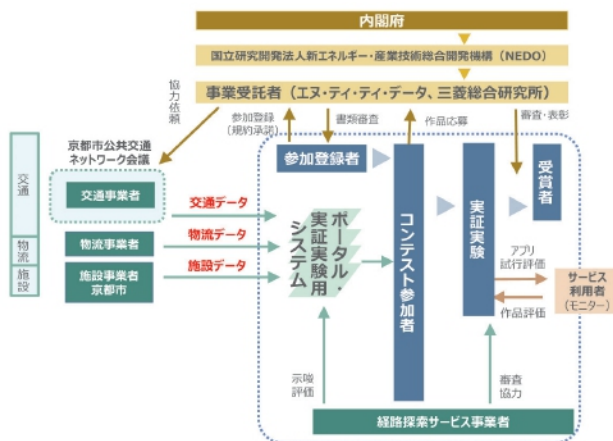 内閣府
国立研究開発法人新エネルギー・産業技術総合開発機構（NEDO）
事業受託者（エヌ・ティ・ティ・データ、三菱総合研究所）
協力依頼
参加登録
（規約承諾）
書類審査
作品応募
審査・表彰
京都市公共交通
ネットワーク会議
交通
物流
施設
交通事業者
物流事業者
施設事業者
京都市
交通データ
物流データ
施設データ
参加登録者
ポータル・
実証実験用
システム
コンテスト参加者
実証実験
受賞者
アプリ
試行評価
作品評価
サービス
利用者
（モニター）
示唆
評価
審査
協力
経路探索サービス事業者